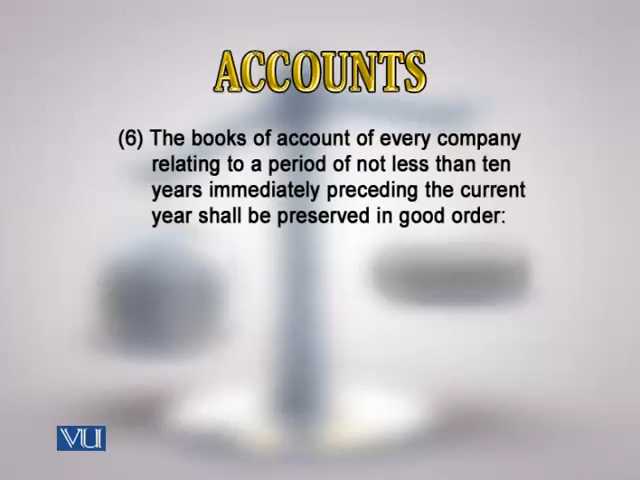 ACCOUNTS
(6) The books of account of every company
relating to a period of not less than ten
years immediately preceding the current
year shall be preserved in good order:
VU